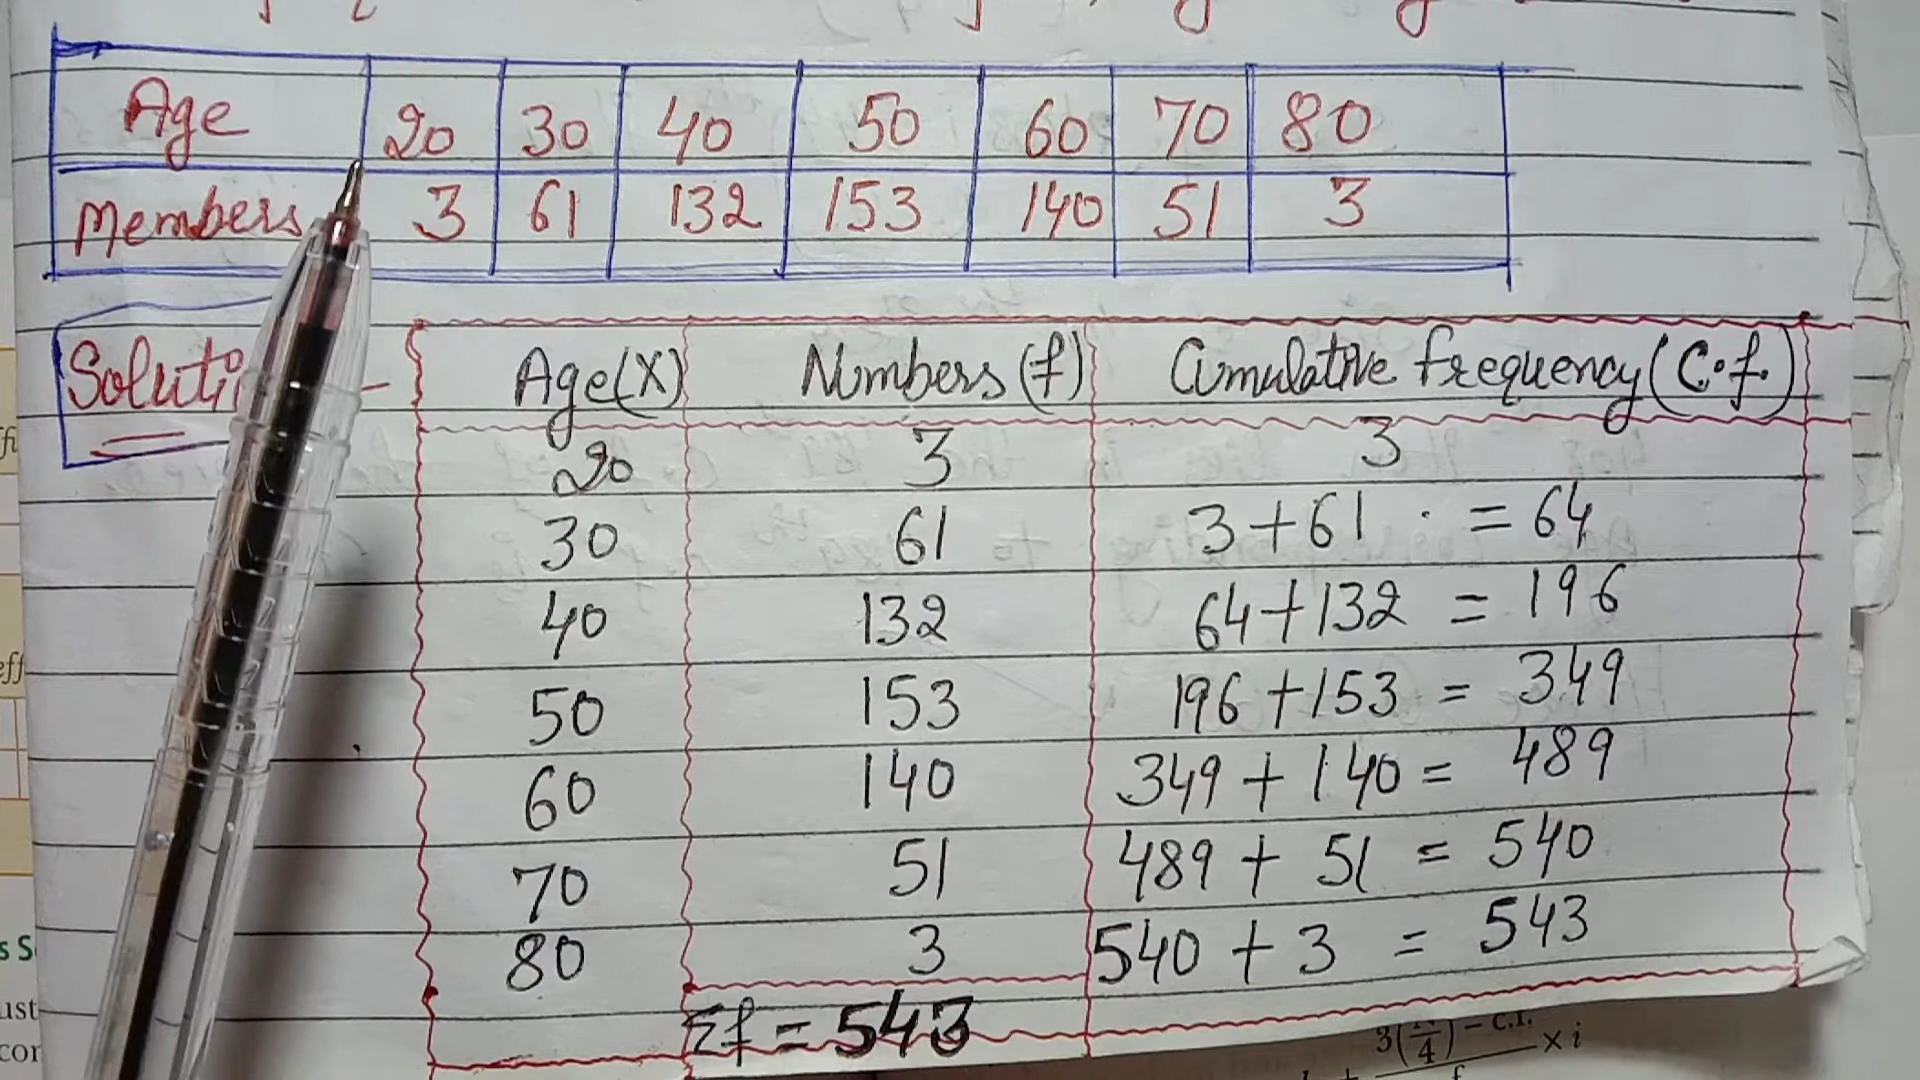 Age 20 30 40 50 60 70 80
Members 3 61 132 153 140 51 3
Age(X) Numbers (f) Cumulative frequency (C.f.)
20 3 3
30 61 3+61 = 64
40 132 64+132 = 196
50 153 196+153 = 349
60 140 349+140 = 489
70 51 489+51 = 540
80 3 540+3 = 543
Σf = 543